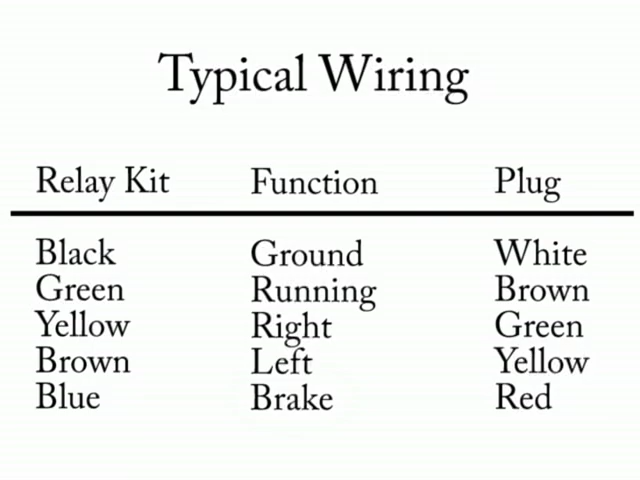 Typical Wiring
Relay Kit Function Plug
Black Ground White
Green Running Brown
Yellow Right Green
Brown Left Yellow
Blue Brake Red